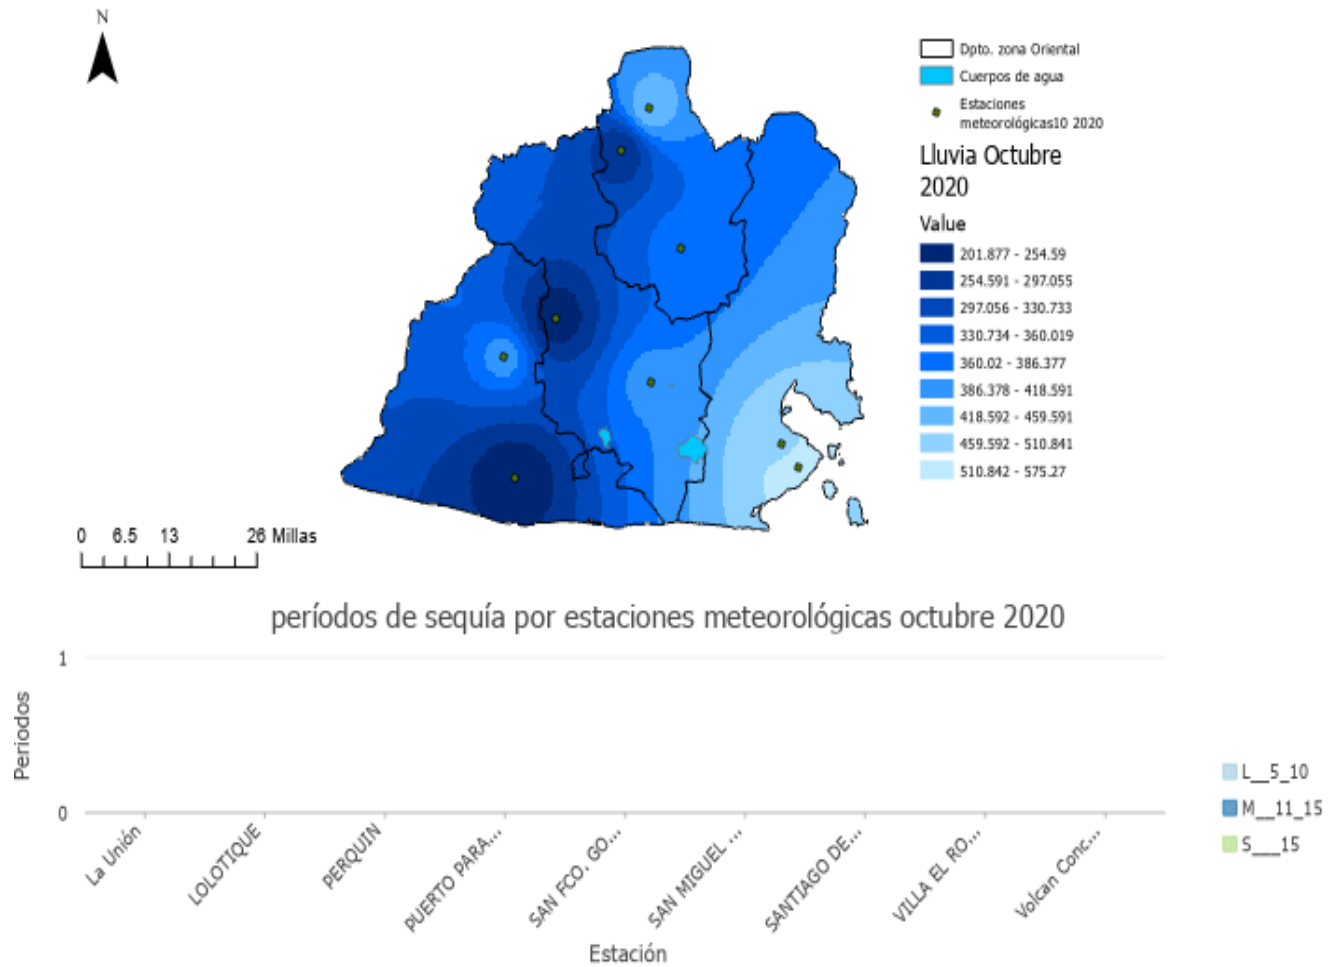 N
Dpto. zona Oriental
Cuerpos de agua
Estaciones
meteorológicas10 2020
Lluvia Octubre
2020
Value
201.877 - 254.59
254.591 - 297.055
297.056 - 330.733
330.734 - 360.019
360.02 - 386.377
386.378 - 418.591
418.592 - 459.591
459.592 - 510.841
510.842 - 575.27
0 6.5 13 26 Millas
períodos de sequía por estaciones meteorológicas octubre 2020
1
Periodos
0
La Unión
LOLOTIQUE
PERQUIN
PUERTO PARA...
SAN FCO. GO...
SAN MIGUEL ...
SANTIAGO DE...
VILLA EL RO...
Volcan Conc...
Estación
L__5_10
M__11_15
S___15